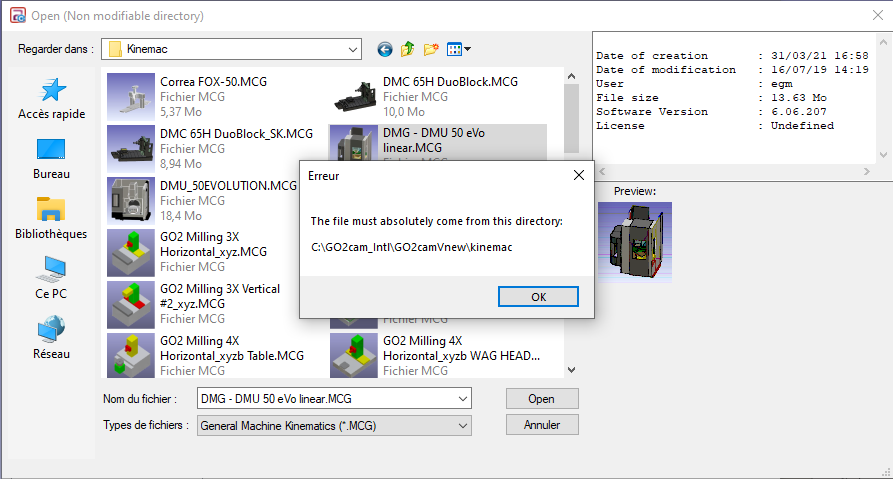 Open (Non modifiable directory)
Regarder dans :
Kinemac
Accès rapide
Bureau
Bibliothèques
Ce PC
Réseau
Correa FOX-50.MCG
Fichier MCG
5,37 Mo
DMC 65H DuoBlock.MCG
Fichier MCG
10,0 Mo
DMC 65H DuoBlock_SK.MCG
Fichier MCG
8,94 Mo
DMG - DMU 50 eVo
linear.MCG
DMU_50EVOLUTION.MCG
Fichier MCG
18,4 Mo
GO2 Milling 3X
Horizontal_xyz.MCG
Fichier MCG
GO2 Milling 3X Vertical
#2_xyz.MCG
Fichier MCG
Fichier MCG
GO2 Milling 4X
Horizontal_xyzb Table.MCG
Fichier MCG
GO2 Milling 4X
Horizontal_xyzb WAG HEAD...
Fichier MCG
Erreur
The file must absolutely come from this directory:
C:\GO2cam_Intl\GO2camVnew\kinemac
OK
Nom du fichier :
DMG - DMU 50 eVo linear.MCG
Open
Types de fichiers :
General Machine Kinematics (*.MCG)
Annuler
Date of creation : 31/03/21 16:58
Date of modification : 16/07/19 14:19
User : egm
File size : 13.63 Mo
Software Version : 6.06.207
License : Undefined
Preview: